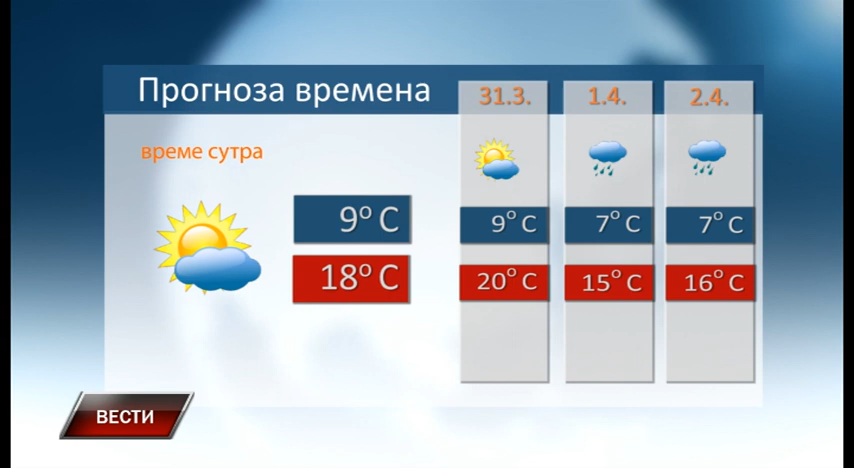 Прогноза времена
време сутра
9° C
18° C
31.3. 1.4. 2.4.
9° C 7° C 7° C
20° C 15° C 16° C
ВЕСТИ